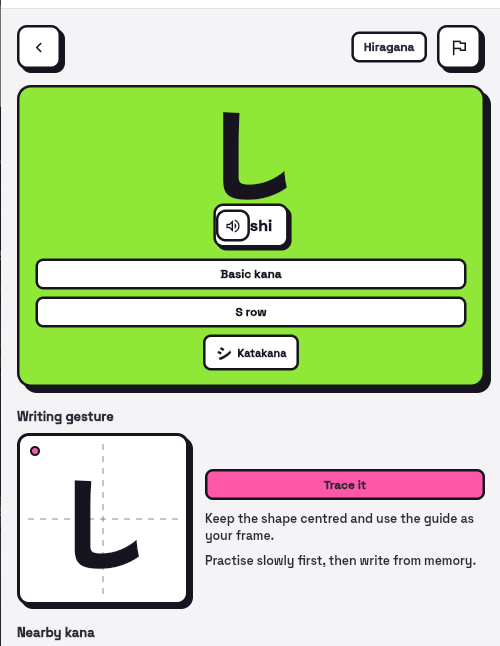 Hiragana
し
shi
Basic kana
S row
シ Katakana
Writing gesture
し
Trace it
Keep the shape centred and use the guide as
your frame.
Practise slowly first, then write from memory.
Nearby kana